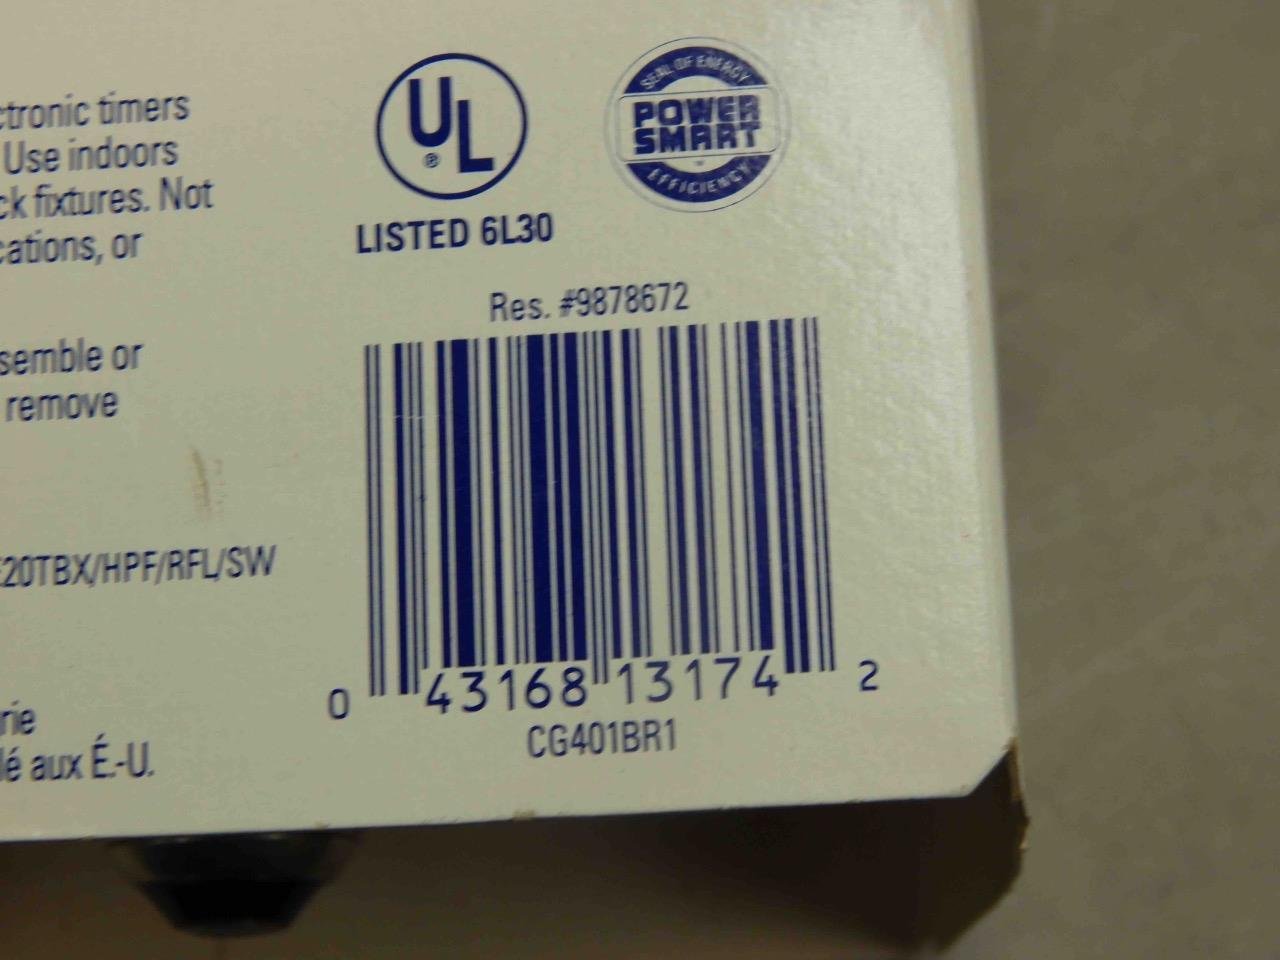 ctronic timers
Use indoors
ck fixtures. Not
cations, or
semble or
remove
20TBX/HPF/RFL/SW
rie
lé aux É.-U.
UL
®
LISTED 6L30
SEAL OF ENERGY
POWER
SMART
™
EFFICIENCY
Res. #9878672
0 43168 13174 2
CG401BR1